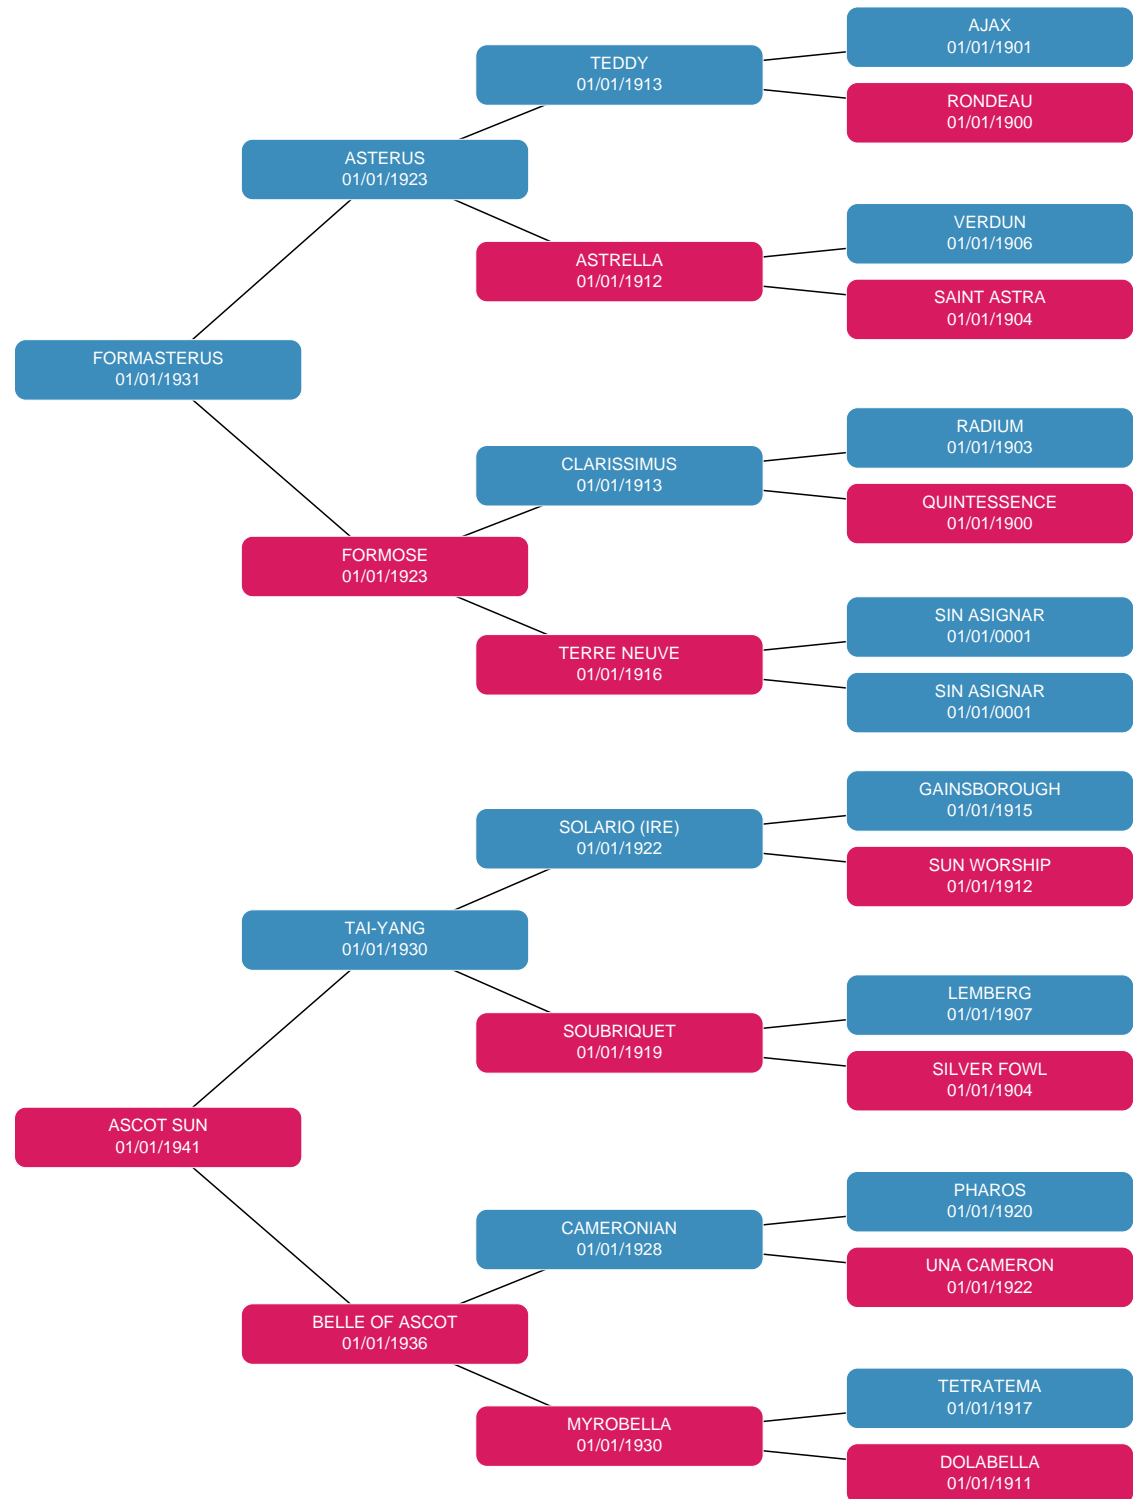 AJAX
01/01/1901
TEDDY
01/01/1913
RONDEAU
01/01/1900
ASTERUS
01/01/1923
VERDUN
01/01/1906
ASTRELLA
01/01/1912
SAINT ASTRA
01/01/1904
FORMASTERUS
01/01/1931
RADIUM
01/01/1903
CLARISSIMUS
01/01/1913
QUINTESSENCE
01/01/1900
FORMOSE
01/01/1923
SIN ASIGNAR
01/01/0001
TERRE NEUVE
01/01/1916
SIN ASIGNAR
01/01/0001
GAINSBOROUGH
01/01/1915
SOLARIO (IRE)
01/01/1922
SUN WORSHIP
01/01/1912
TAI-YANG
01/01/1930
LEMBERG
01/01/1907
SOUBRIQUET
01/01/1919
SILVER FOWL
01/01/1904
ASCOT SUN
01/01/1941
PHAROS
01/01/1920
CAMERONIAN
01/01/1928
UNA CAMERON
01/01/1922
BELLE OF ASCOT
01/01/1936
TETRATEMA
01/01/1917
MYROBELLA
01/01/1930
DOLABELLA
01/01/1911